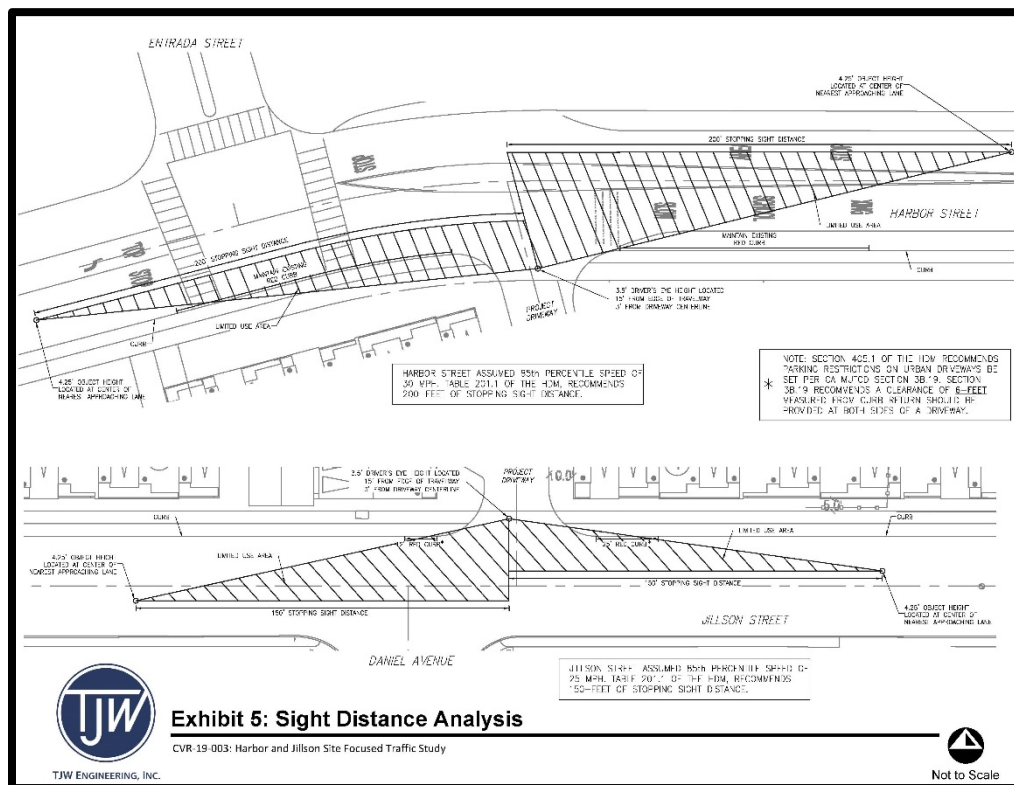 ENTRADA STREET
4.25' OBJECT HEIGHT
LOCATED AT CENTER OF
NEAREST APPROACHING LANE
200' STOPPING SIGHT DISTANCE
STOP
HARBOR STREET
LIMITED USE AREA
MAINTAIN EXISTING
RED CURB
CURB
200' STOPPING SIGHT DISTANCE
MAINTAIN EXISTING
RED CURB
STOP
LIMITED USE AREA
CURB
3.5' DRIVER'S EYE HEIGHT LOCATED
15' FROM EDGE OF TRAVELWAY
3' FROM DRIVEWAY CENTERLINE
PROJECT
DRIVEWAY
4.25' OBJECT HEIGHT
LOCATED AT CENTER OF
NEAREST APPROACHING LANE
HARBOR STREET ASSUMED 85th PERCENTILE SPEED OF
30 MPH. TABLE 201.1 OF THE HDM, RECOMMENDS
200 FEET OF STOPPING SIGHT DISTANCE.
NOTE: SECTION 405.1 OF THE HDM RECOMMENDS
PARKING RESTRICTIONS ON URBAN DRIVEWAYS BE
* SET PER CA MUTCD SECTION 3B.19. SECTION
3B.19 RECOMMENDS A CLEARANCE OF 6-FEET
MEASURED FROM CURB RETURN SHOULD BE
PROVIDED AT BOTH SIDES OF A DRIVEWAY.
3.5' DRIVER'S EYE HEIGHT LOCATED
15' FROM EDGE OF TRAVELWAY
3' FROM DRIVEWAY CENTERLINE
PROJECT
DRIVEWAY
CURB
LIMITED USE AREA
RED CURB*
25' RED CURB*
LIMITED USE AREA
CURB
4.25' OBJECT HEIGHT
LOCATED AT CENTER OF
NEAREST APPROACHING LANE
150' STOPPING SIGHT DISTANCE
150' STOPPING SIGHT DISTANCE
4.25' OBJECT HEIGHT
LOCATED AT CENTER OF
NEAREST APPROACHING LANE
JILLSON STREET
DANIEL AVENUE
JILLSON STREET ASSUMED 85th PERCENTILE SPEED OF
25 MPH. TABLE 201.1 OF THE HDM, RECOMMENDS
150-FEET OF STOPPING SIGHT DISTANCE.
TJW
TJW ENGINEERING, INC.
Exhibit 5: Sight Distance Analysis
CVR-19-003: Harbor and Jillson Site Focused Traffic Study
Not to Scale